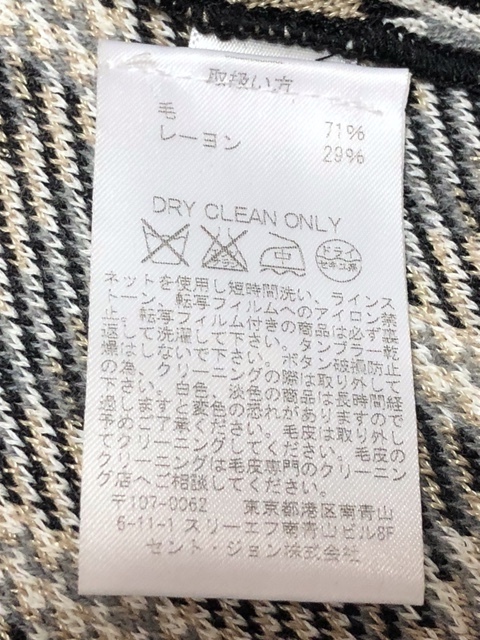 取扱い方
毛 71%
レーヨン 29%
DRY CLEAN ONLY
ドライ
セキユ系
ネットを使用し短時間洗い、ラインス
トーン、転写フィルムへのアイロン禁
止、転写フィルム付きの商品は必ず裏
返して洗濯して下さい。タンブラー乾
燥はしないで下さい。ボタン破損防止
の為、クリーニングの際は取り外して
下さい。白色、淡色の商品は長時間経
過しますと変色の恐れがありますので
予めご了承ください。毛皮は取り外し
てクリーニングしてください。毛皮の
クリーニングは毛皮専門のクリーニン
グ店へご相談してください。
〒107-0062 東京都港区南青山
6-11-1 スリーエフ南青山ビル8F
セント・ジョン株式会社